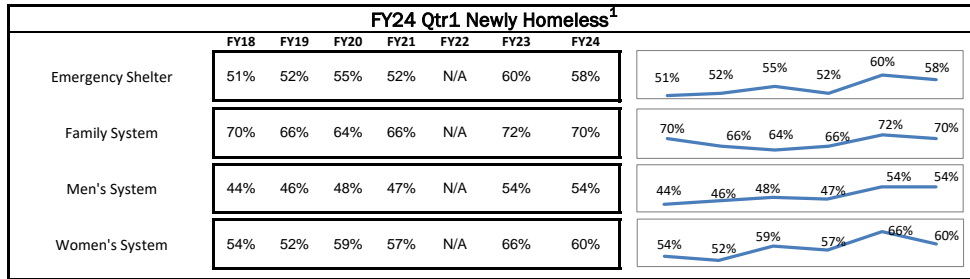 FY24 Qtr1 Newly Homeless1
FY18 FY19 FY20 FY21 FY22 FY23 FY24
Emergency Shelter 51% 52% 55% 52% N/A 60% 58% 51% 52% 55% 52% 60% 58%
Family System 70% 66% 64% 66% N/A 72% 70% 70% 66% 64% 66% 72% 70%
Men's System 44% 46% 48% 47% N/A 54% 54% 44% 46% 48% 47% 54% 54%
Women's System 54% 52% 59% 57% N/A 66% 60% 54% 52% 59% 57% 66% 60%